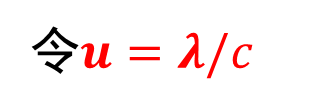 令u = λ/c